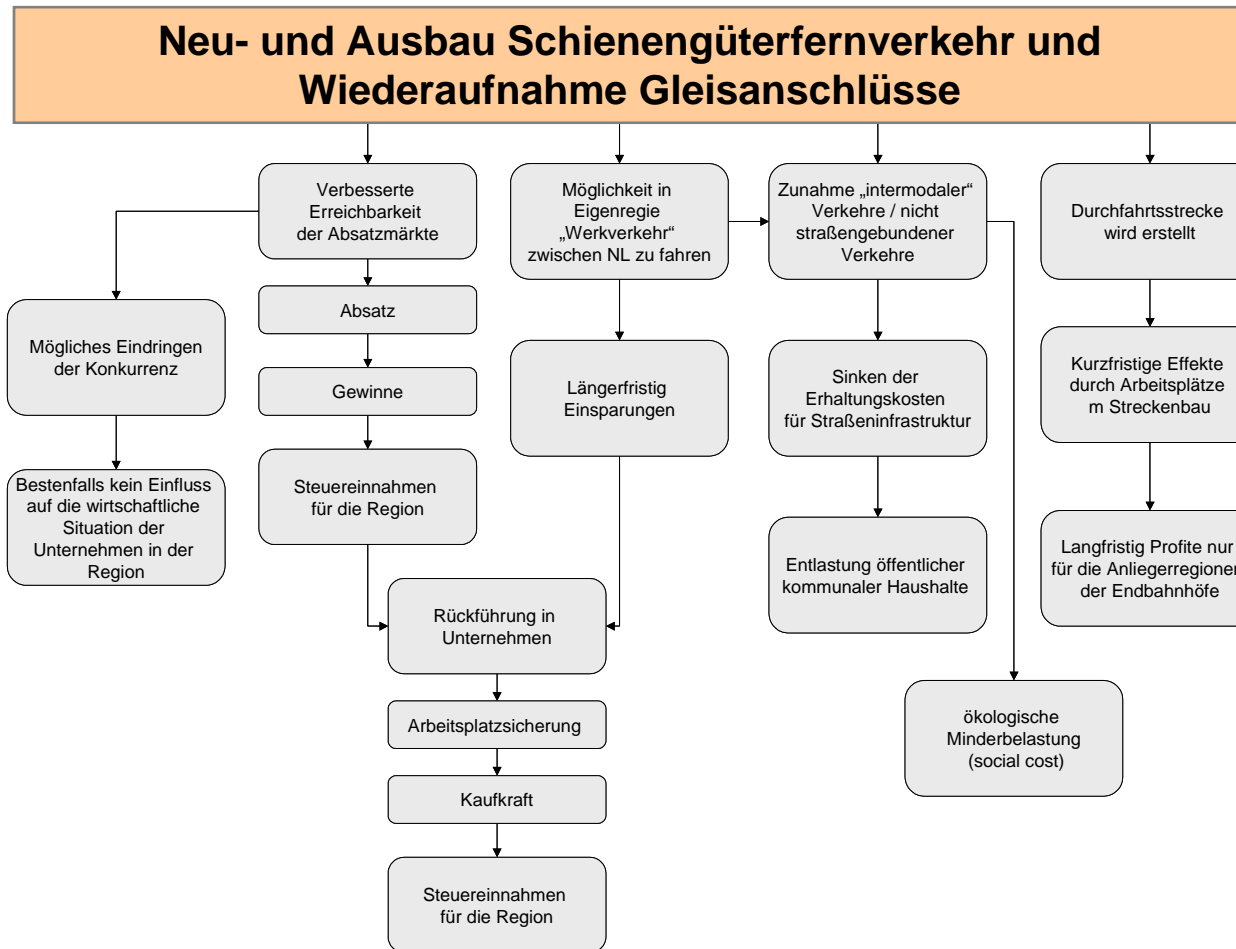 Neu- und Ausbau Schienengüterfernverkehr und
Wiederaufnahme Gleisanschlüsse
Verbesserte
Erreichbarkeit
der Absatzmärkte
Möglichkeit in
Eigenregie
„Werkverkehr“
zwischen NL zu fahren
Zunahme „intermodaler“
Verkehre / nicht
straßengebundener
Verkehre
Durchfahrtsstrecke
wird erstellt
Mögliches Eindringen
der Konkurrenz
Absatz
Gewinne
Längerfristig
Einsparungen
Sinken der
Erhaltungskosten
für Straßeninfrastruktur
Kurzfristige Effekte
durch Arbeitsplätze
m Streckenbau
Bestenfalls kein Einfluss
auf die wirtschaftliche
Situation der
Unternehmen in der
Region
Steuereinnahmen
für die Region
Entlastung öffentlicher
kommunaler Haushalte
Langfristig Profite nur
für die Anliegerregionen
der Endbahnhöfe
Rückführung in
Unternehmen
Arbeitsplatzsicherung
ökologische
Minderbelastung
(social cost)
Kaufkraft
Steuereinnahmen
für die Region